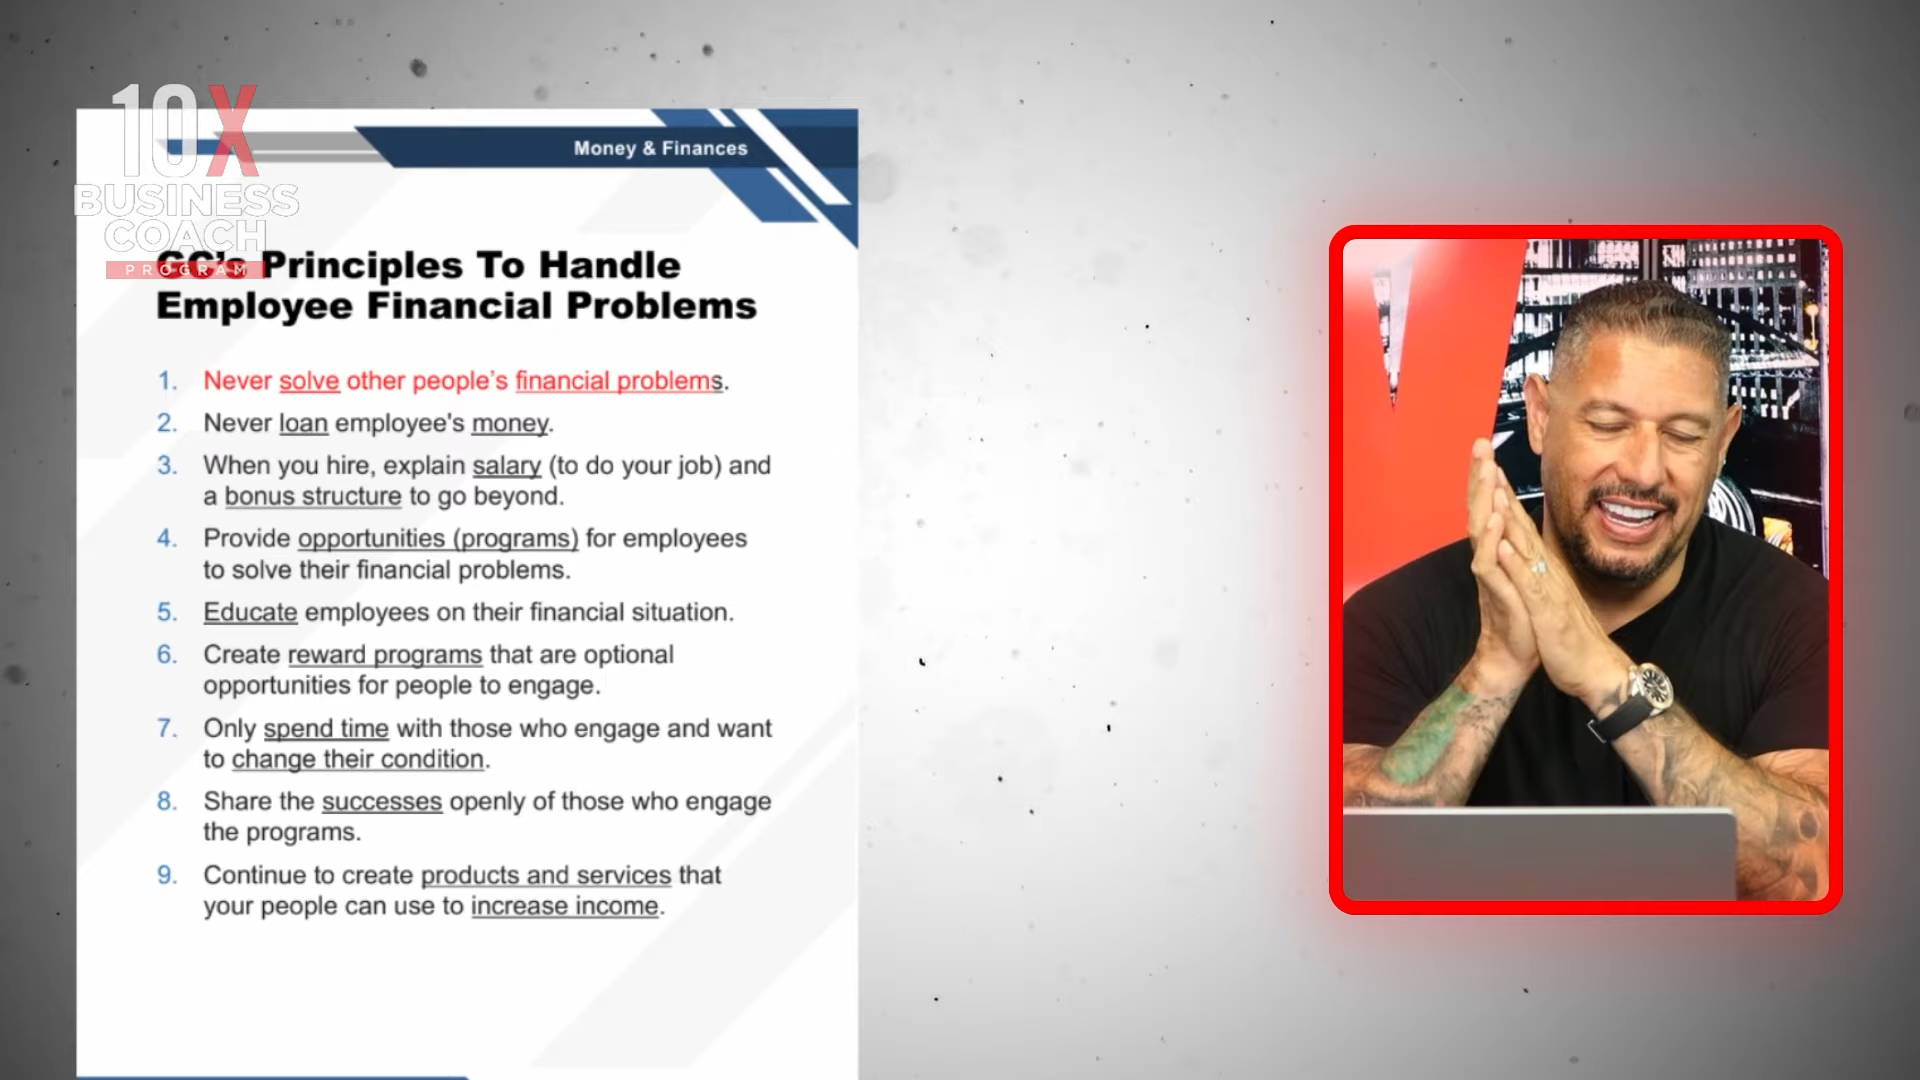 10X
BUSINESS
COACH
PROGRAM
Money & Finances
GC's Principles To Handle
Employee Financial Problems
1. Never solve other people's financial problems.
2. Never loan employee's money.
3. When you hire, explain salary (to do your job) and
a bonus structure to go beyond.
4. Provide opportunities (programs) for employees
to solve their financial problems.
5. Educate employees on their financial situation.
6. Create reward programs that are optional
opportunities for people to engage.
7. Only spend time with those who engage and want
to change their condition.
8. Share the successes openly of those who engage
the programs.
9. Continue to create products and services that
your people can use to increase income.